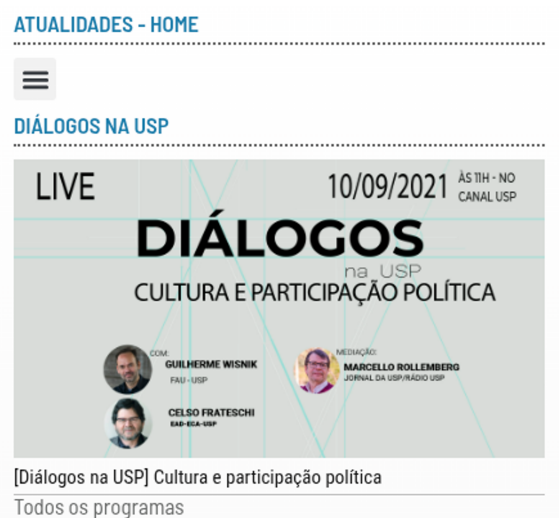 ATUALIDADES - HOME
DIÁLOGOS NA USP
LIVE
10/09/2021
ÀS 11H - NO
CANAL USP
DIÁLOGOS
na USP
CULTURA E PARTICIPAÇÃO POLÍTICA
COM:
GUILHERME WISNIK
FAU - USP
MEDIAÇÃO:
MARCELLO ROLLEMBERG
JORNAL DA USP/RÁDIO USP
CELSO FRATESCHI
EAD-ECA-USP
[Diálogos na USP] Cultura e participação política
Todos os programas